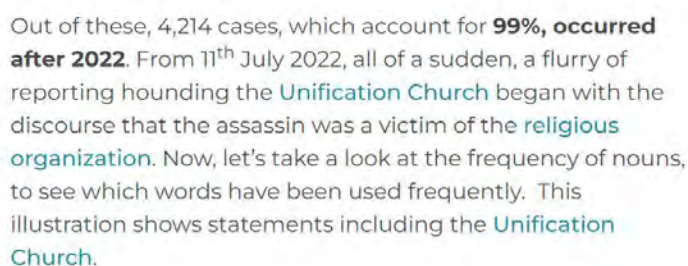 Out of these, 4,214 cases, which account for 99%, occurred
after 2022. From 11th July 2022, all of a sudden, a flurry of
reporting hounding the Unification Church began with the
discourse that the assassin was a victim of the religious
organization. Now, let's take a look at the frequency of nouns,
to see which words have been used frequently.  This
illustration shows statements including the Unification
Church.